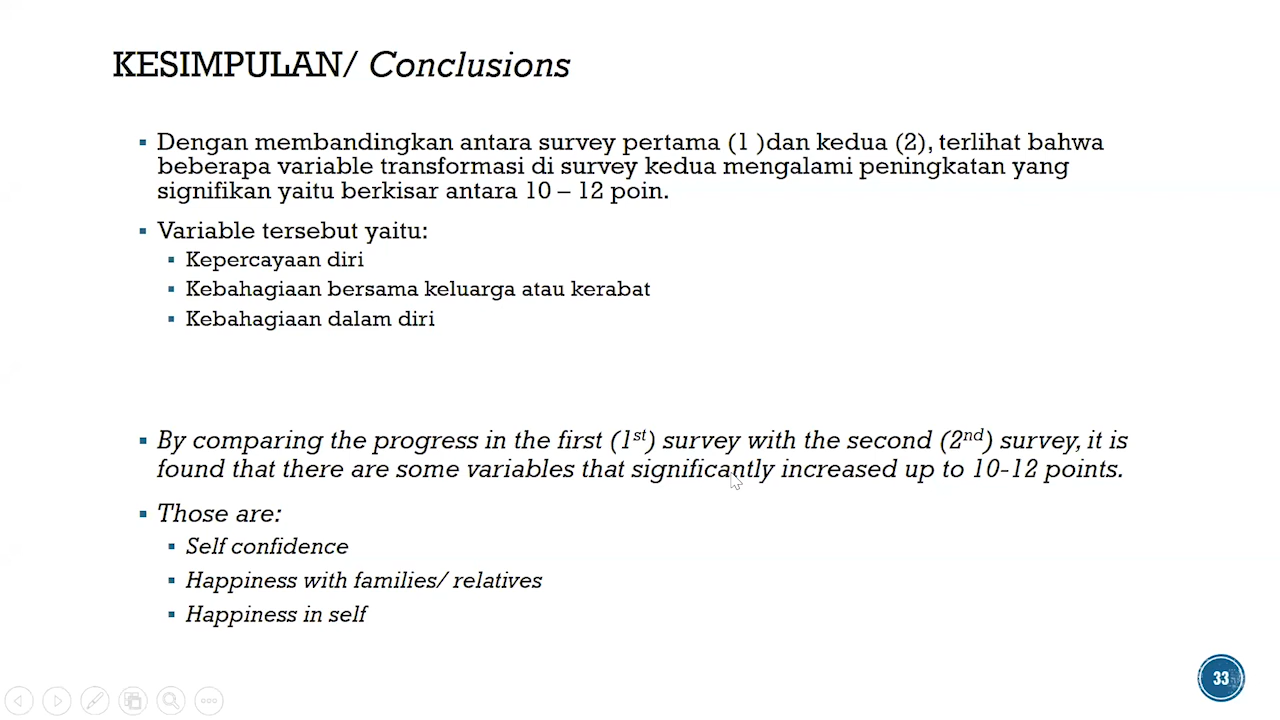 KESIMPULAN/ Conclusions
Dengan membandingkan antara survey pertama (1 )dan kedua (2), terlihat bahwa
beberapa variable transformasi di survey kedua mengalami peningkatan yang
signifikan yaitu berkisar antara 10 – 12 poin.
Variable tersebut yaitu:
Kepercayaan diri
Kebahagiaan bersama keluarga atau kerabat
Kebahagiaan dalam diri
By comparing the progress in the first (1st) survey with the second (2nd) survey, it is
found that there are some variables that significantly increased up to 10-12 points.
Those are:
Self confidence
Happiness with families/ relatives
Happiness in self
33